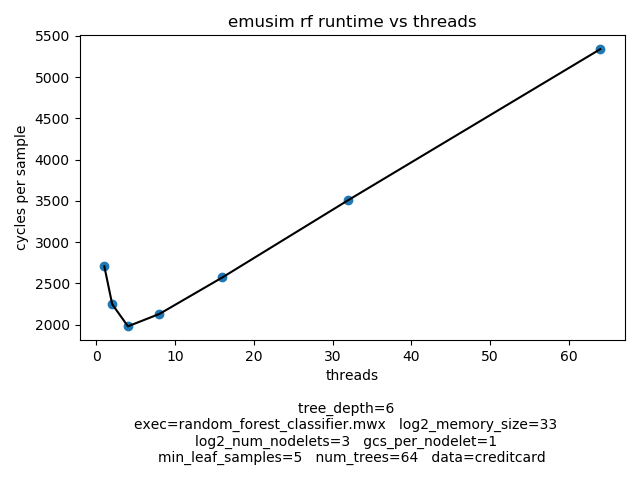 emusim rf runtime vs threads
5500
5000
4500
4000
3500
3000
2500
2000
cycles per sample
0 10 20 30 40 50 60
threads
tree_depth=6
exec=random_forest_classifier.mwx log2_memory_size=33
log2_num_nodelets=3 gcs_per_nodelet=1
min_leaf_samples=5 num_trees=64 data=creditcard